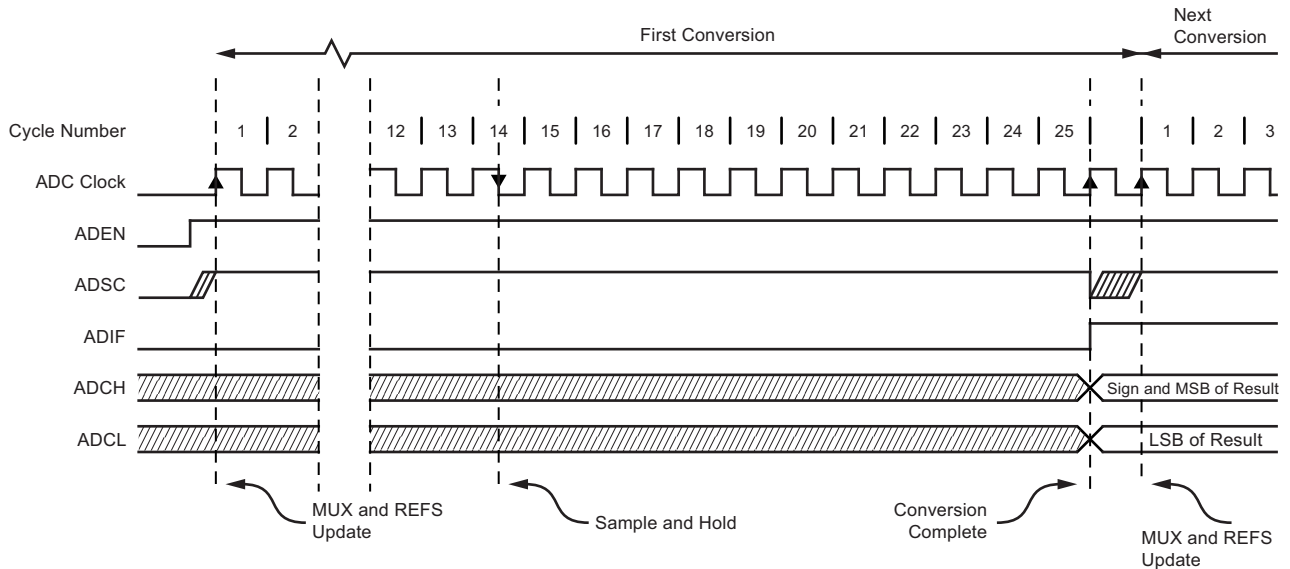 First Conversion
Next
Conversion
Cycle Number 1 2 12 13 14 15 16 17 18 19 20 21 22 23 24 25 1 2 3
ADC Clock
ADEN
ADSC
ADIF
ADCH Sign and MSB of Result
ADCL LSB of Result
MUX and REFS
Update
Sample and Hold
Conversion
Complete
MUX and REFS
Update